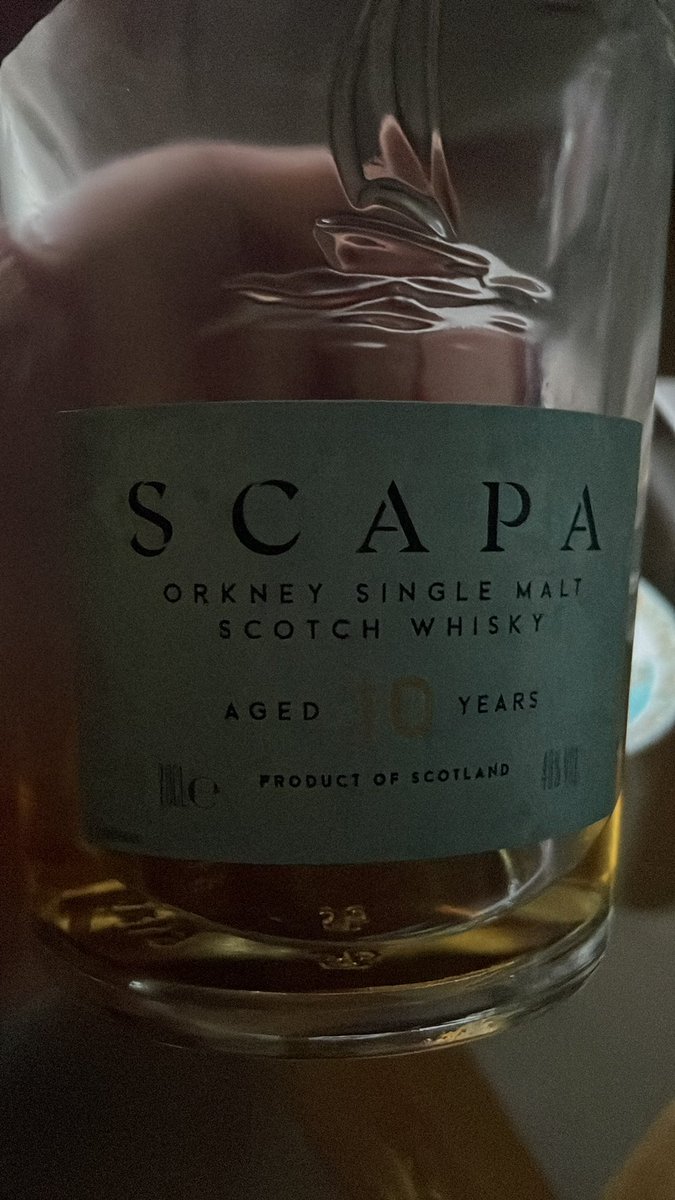 SCAPA
ORKNEY SINGLE MALT
SCOTCH WHISKY
AGED 10 YEARS
PRODUCT OF SCOTLAND